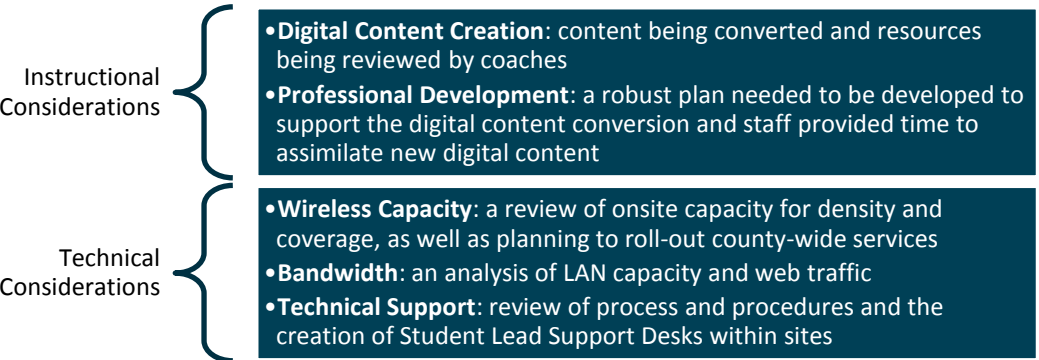 Instructional
Considerations
•Digital Content Creation: content being converted and resources
being reviewed by coaches
•Professional Development: a robust plan needed to be developed to
support the digital content conversion and staff provided time to
assimilate new digital content
Technical
Considerations
•Wireless Capacity: a review of onsite capacity for density and
coverage, as well as planning to roll-out county-wide services
•Bandwidth: an analysis of LAN capacity and web traffic
•Technical Support: review of process and procedures and the
creation of Student Lead Support Desks within sites